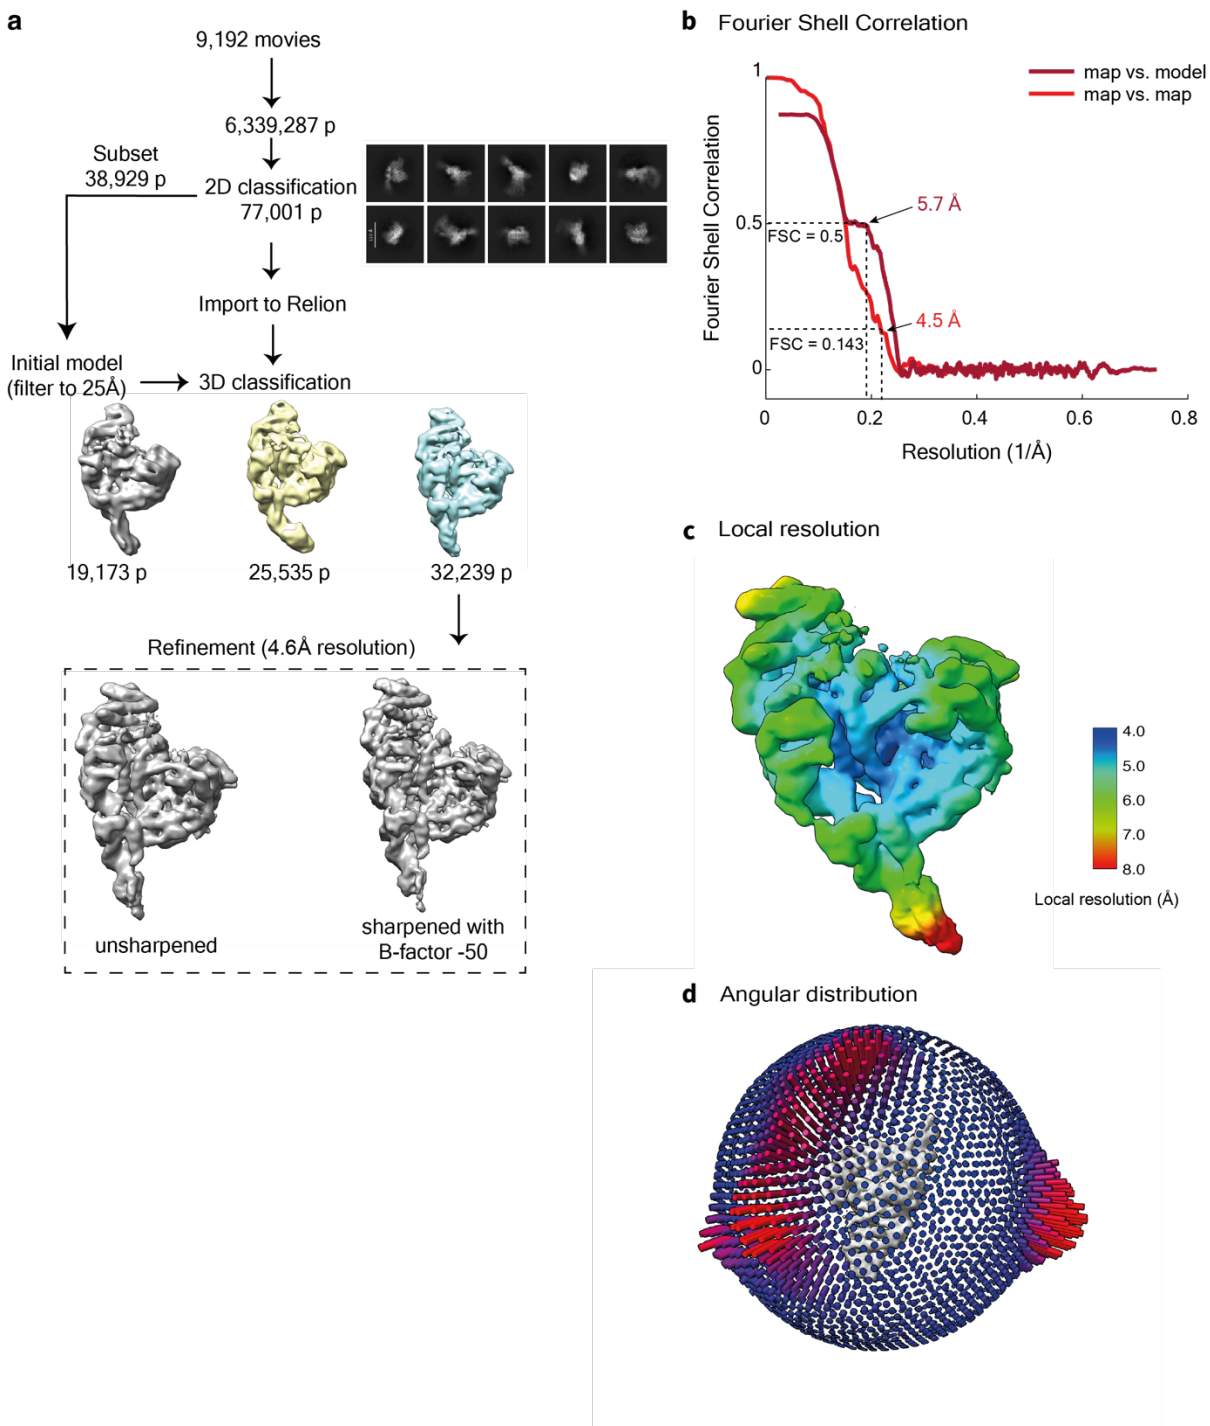 a
9,192 movies
6,339,287 p
Subset
38,929 p
2D classification
77,001 p
Import to Relion
Initial model
(filter to 25Å)
3D classification
19,173 p
25,535 p
32,239 p
Refinement (4.6Å resolution)
unsharpened
sharpened with
B-factor -50
b Fourier Shell Correlation
map vs. model
map vs. map
Fourier Shell Correlation
1
0.5
0
FSC = 0.5
FSC = 0.143
5.7 Å
4.5 Å
0 0.2 0.4 0.6 0.8
Resolution (1/Å)
c Local resolution
4.0
5.0
6.0
7.0
8.0
Local resolution (Å)
d Angular distribution